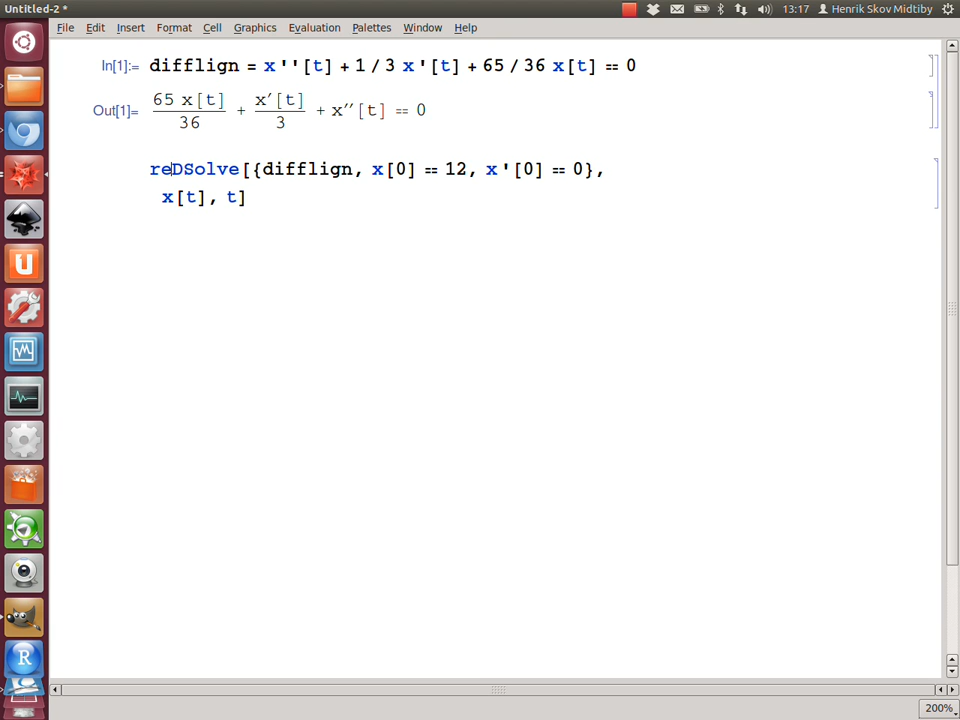 Untitled-2 *
13:17
Henrik Skov Midtiby
File Edit Insert Format Cell Graphics Evaluation Palettes Window Help
In[1]:= difflign = x''[t] + 1 / 3 x'[t] + 65 / 36 x[t] == 0
Out[1]= 65 x[t]/36 + x′[t]/3 + x′′[t] == 0
reDSolve[{difflign, x[0] == 12, x'[0] == 0},
x[t], t]
200%